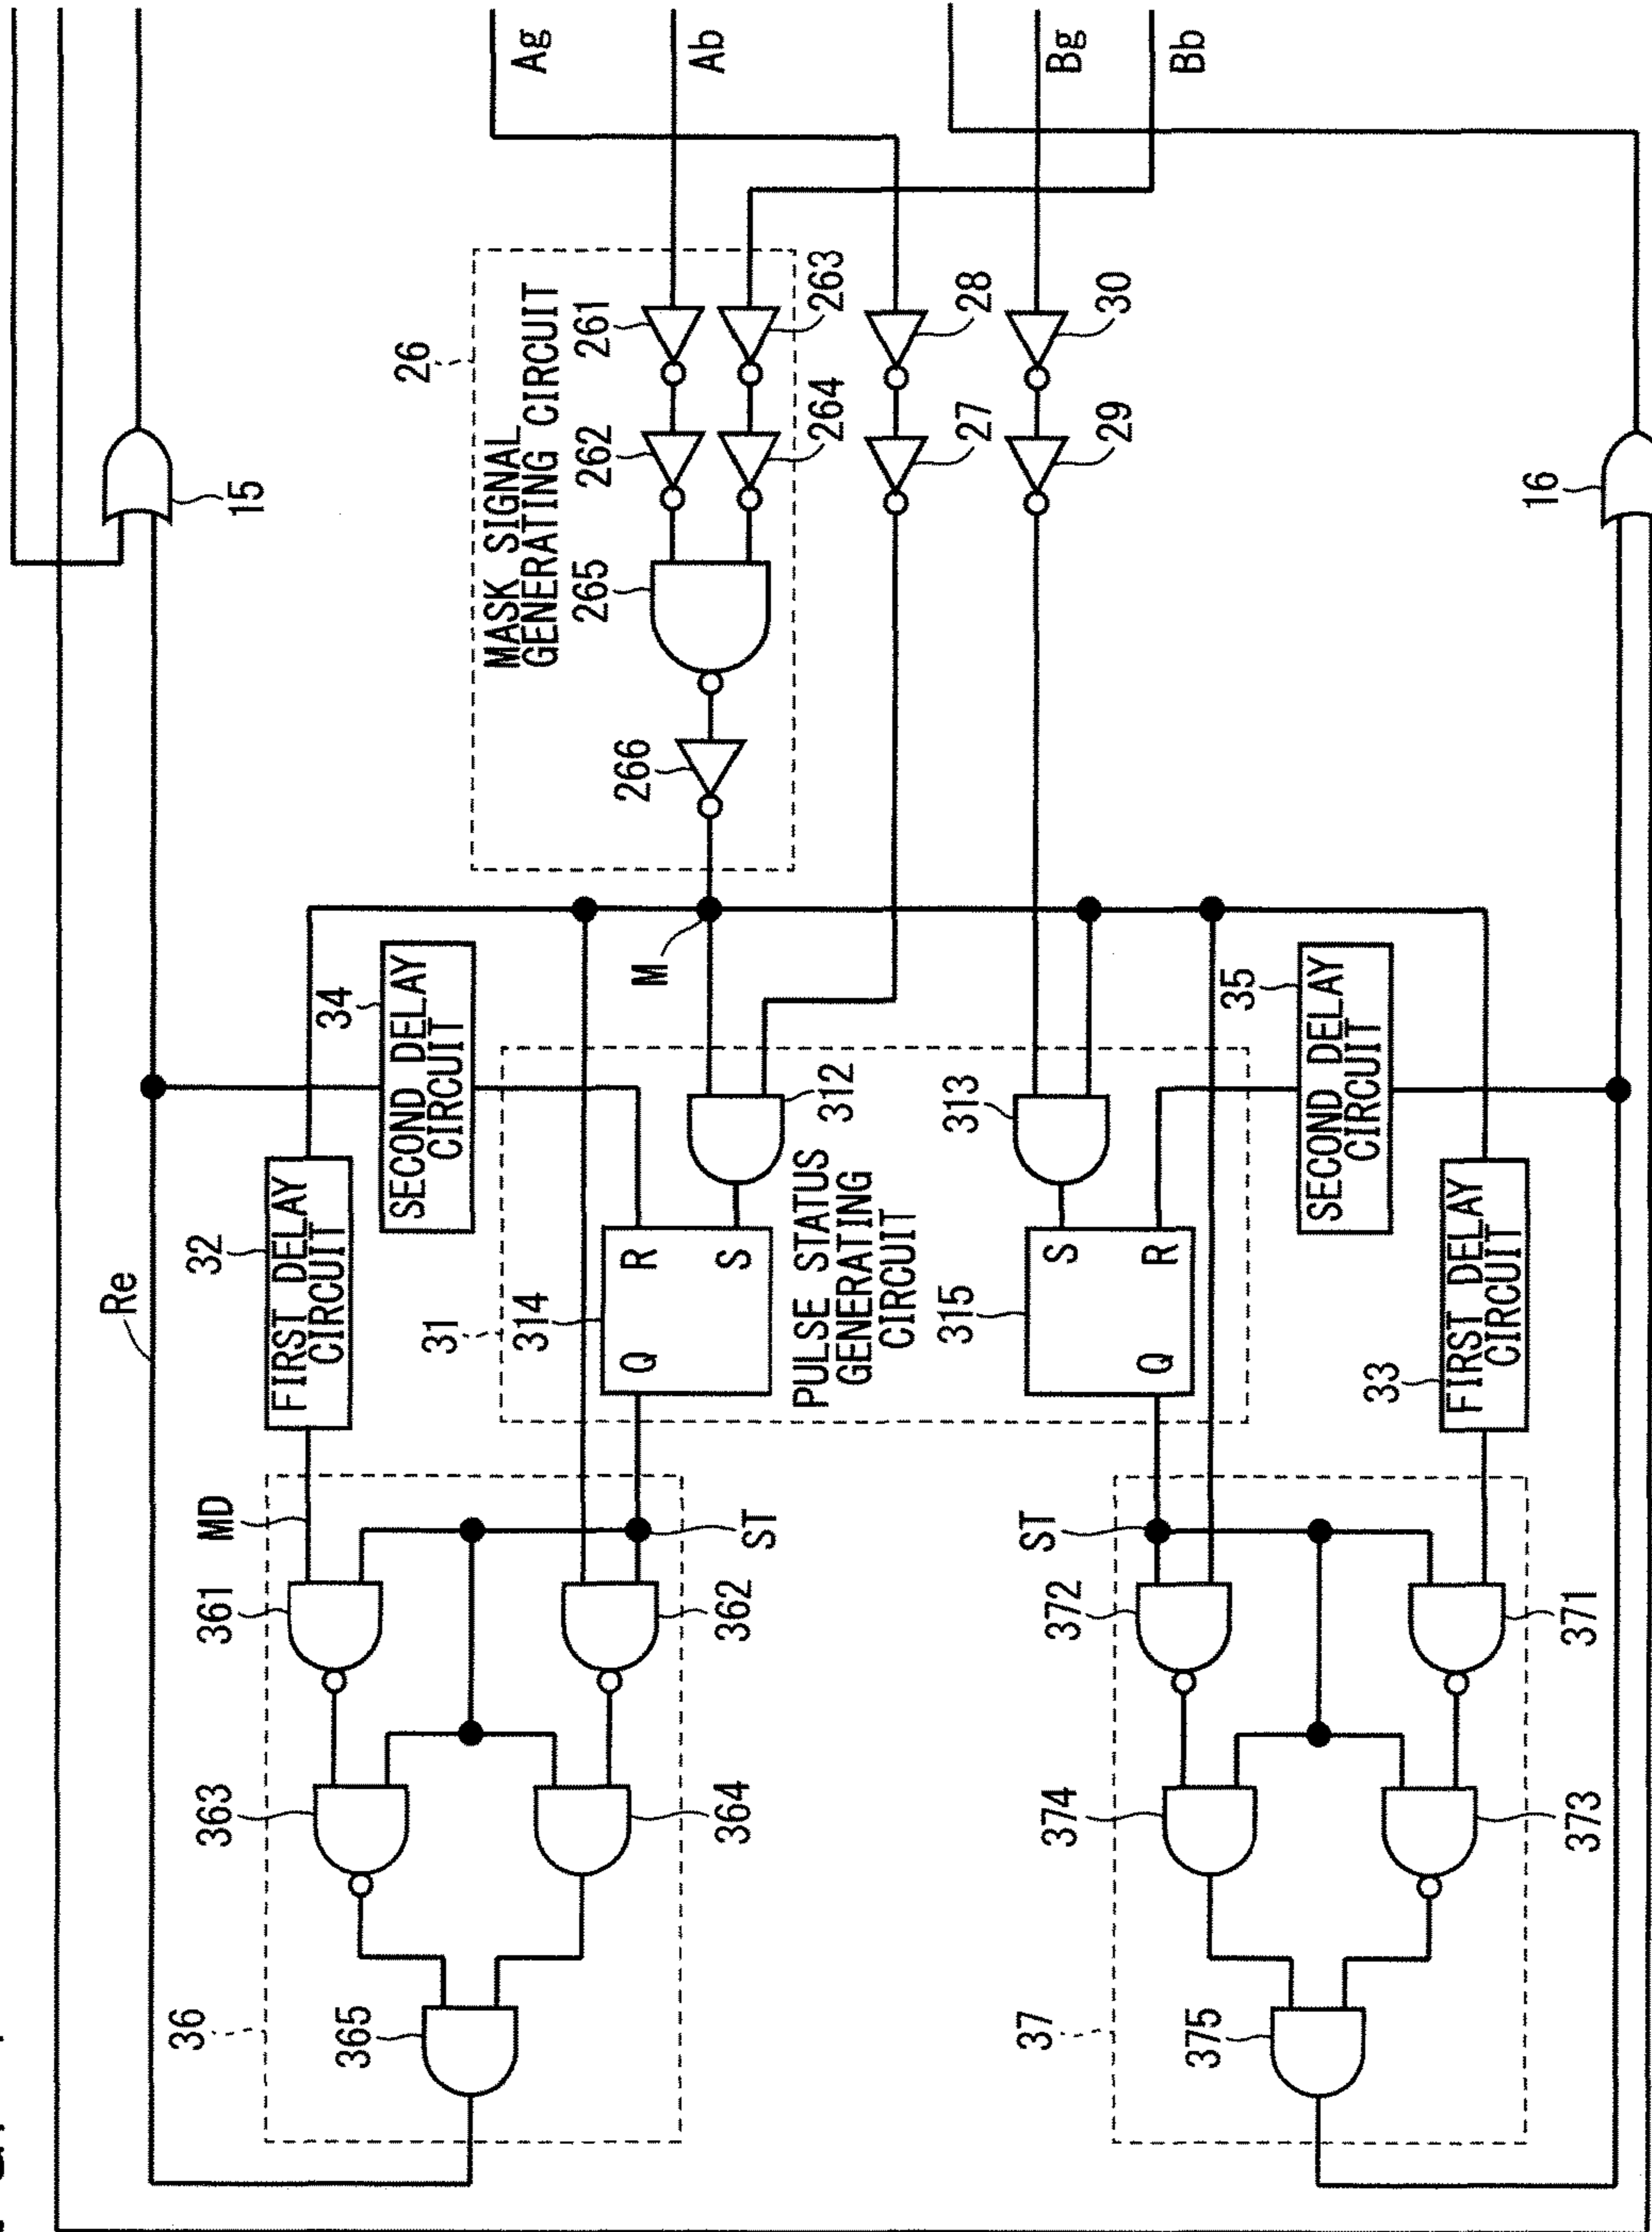 Re
15
26
MASK SIGNAL
GENERATING CIRCUIT
261
262
263
264
265
266
Ag
Ab
Bg
Bb
28
27
30
29
16
32
FIRST DELAY
CIRCUIT
34
SECOND DELAY
CIRCUIT
M
31
314
R
S
Q
312
PULSE STATUS
GENERATING
CIRCUIT
313
315
S
R
Q
35
SECOND DELAY
CIRCUIT
33
FIRST DELAY
CIRCUIT
MD
ST
361
362
363
364
365
36
ST
372
371
374
373
375
37